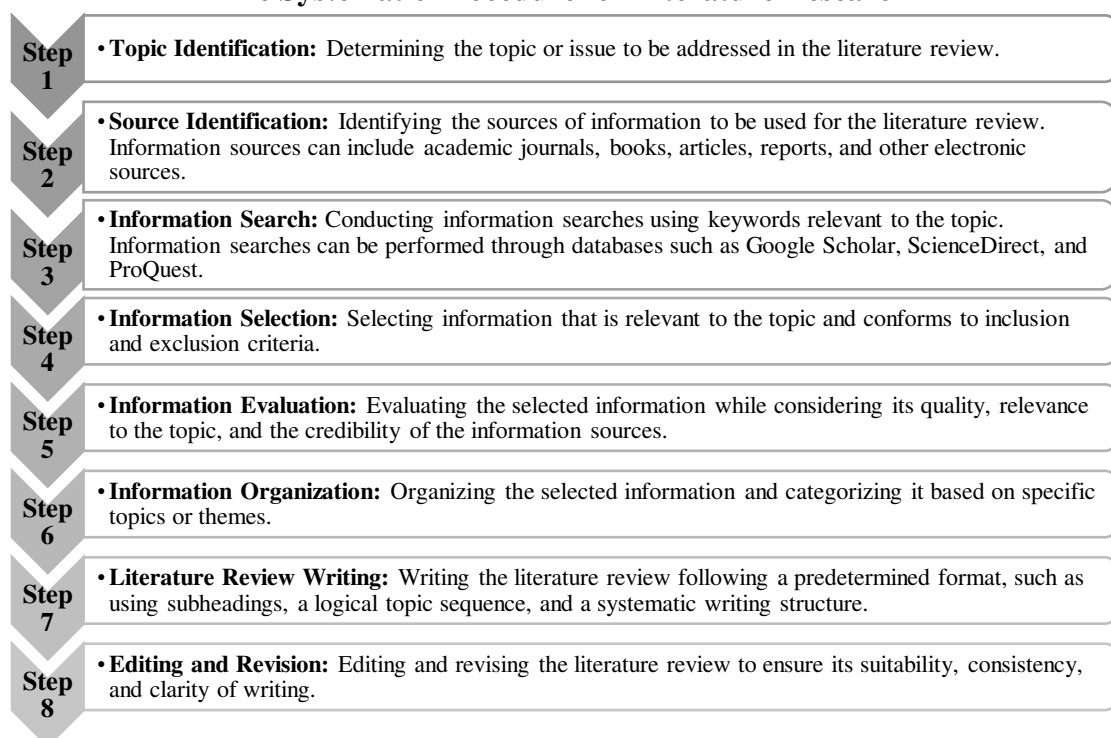 Step
1
• Topic Identification: Determining the topic or issue to be addressed in the literature review.
Step
2
• Source Identification: Identifying the sources of information to be used for the literature review.
Information sources can include academic journals, books, articles, reports, and other electronic
sources.
Step
3
• Information Search: Conducting information searches using keywords relevant to the topic.
Information searches can be performed through databases such as Google Scholar, ScienceDirect, and
ProQuest.
Step
4
• Information Selection: Selecting information that is relevant to the topic and conforms to inclusion
and exclusion criteria.
Step
5
• Information Evaluation: Evaluating the selected information while considering its quality, relevance
to the topic, and the credibility of the information sources.
Step
6
• Information Organization: Organizing the selected information and categorizing it based on specific
topics or themes.
Step
7
• Literature Review Writing: Writing the literature review following a predetermined format, such as
using subheadings, a logical topic sequence, and a systematic writing structure.
Step
8
• Editing and Revision: Editing and revising the literature review to ensure its suitability, consistency,
and clarity of writing.